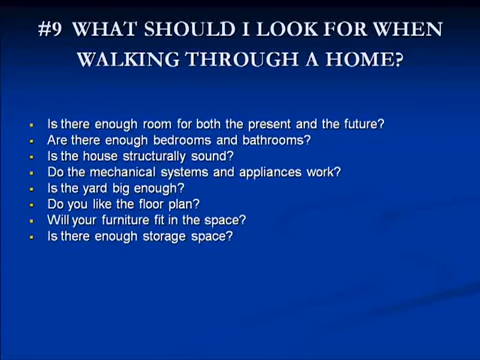 #9 WHAT SHOULD I LOOK FOR WHEN
WALKING THROUGH A HOME?
Is there enough room for both the present and the future?
Are there enough bedrooms and bathrooms?
Is the house structurally sound?
Do the mechanical systems and appliances work?
Is the yard big enough?
Do you like the floor plan?
Will your furniture fit in the space?
Is there enough storage space?